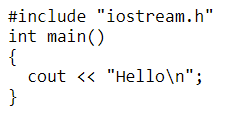 #include "iostream.h"
int main()
{
  cout << "Hello\n";
}